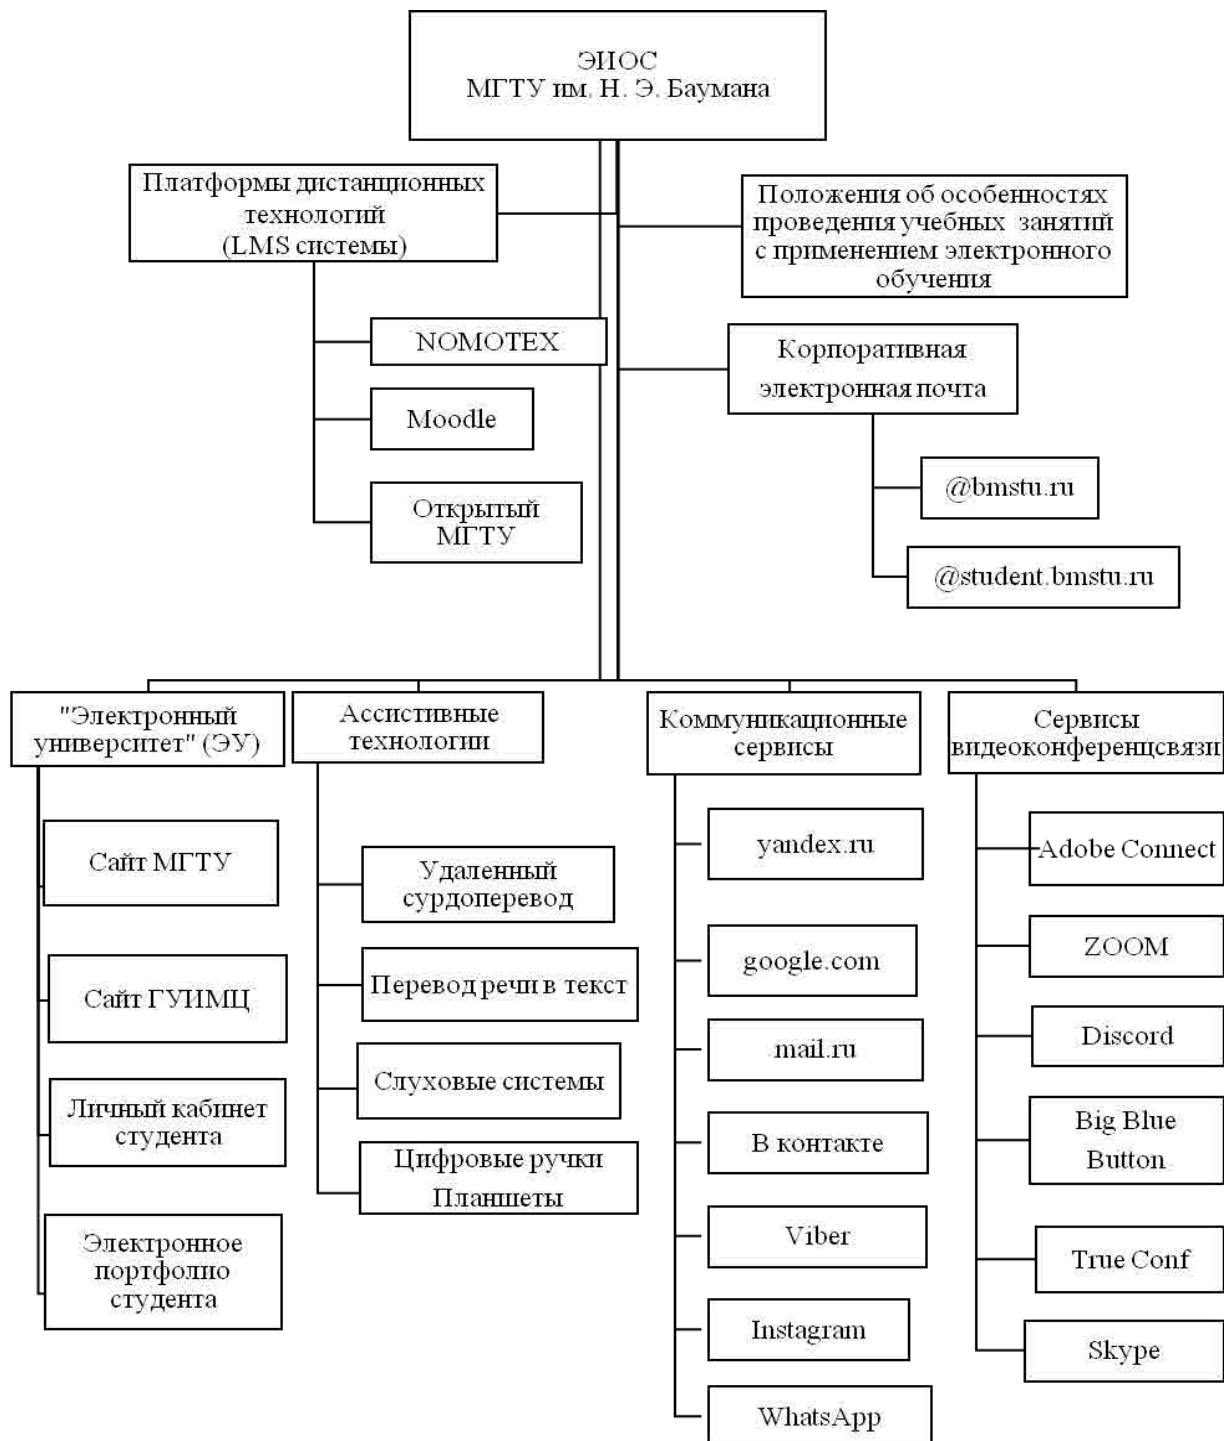 ЭИОС
МГТУ им. Н. Э. Баумана
Платформы дистанционных
технологий
(LMS системы)
NOMOTEX
Moodle
Открытый
МГТУ
Положения об особенностях
проведения учебных занятий
с применением электронного
обучения
Корпоративная
электронная почта
@bmstu.ru
@student.bmstu.ru
"Электронный
университет" (ЭУ)
Сайт МГТУ
Сайт ГУИМЦ
Личный кабинет
студента
Электронное
портфолио
студента
Ассистивные
технологии
Удаленный
сурдоперевод
Перевод речи в текст
Слуховые системы
Цифровые ручки
Планшеты
Коммуникационные
сервисы
yandex.ru
google.com
mail.ru
В контакте
Viber
Instagram
WhatsApp
Сервисы
видеоконференцсвязи
Adobe Connect
ZOOM
Discord
Big Blue
Button
True Conf
Skype